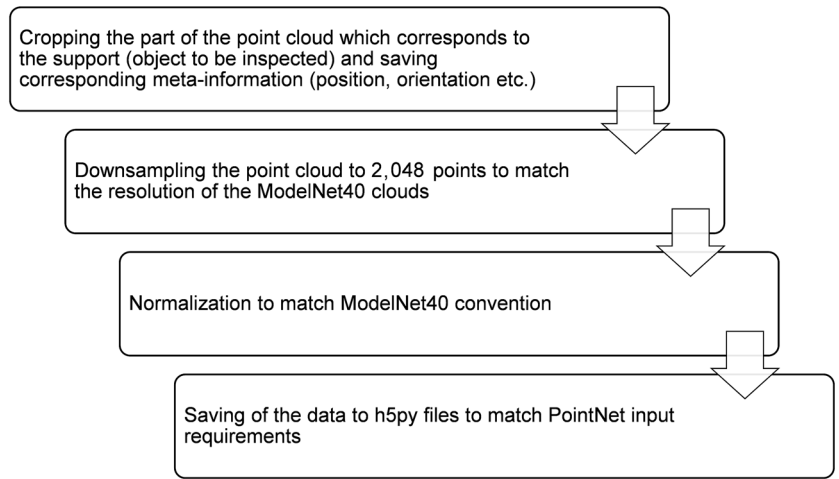 Cropping the part of the point cloud which corresponds to
the support (object to be inspected) and saving
corresponding meta-information (position, orientation etc.)
Downsampling the point cloud to 2,048 points to match
the resolution of the ModelNet40 clouds
Normalization to match ModelNet40 convention
Saving of the data to h5py files to match PointNet input
requirements